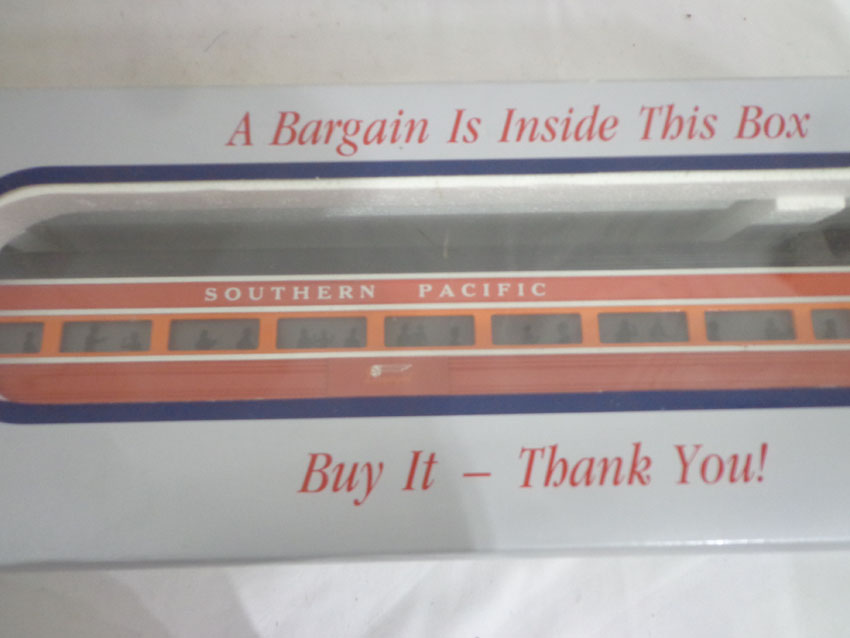 A Bargain Is Inside This Box
SOUTHERN PACIFIC
Buy It – Thank You!